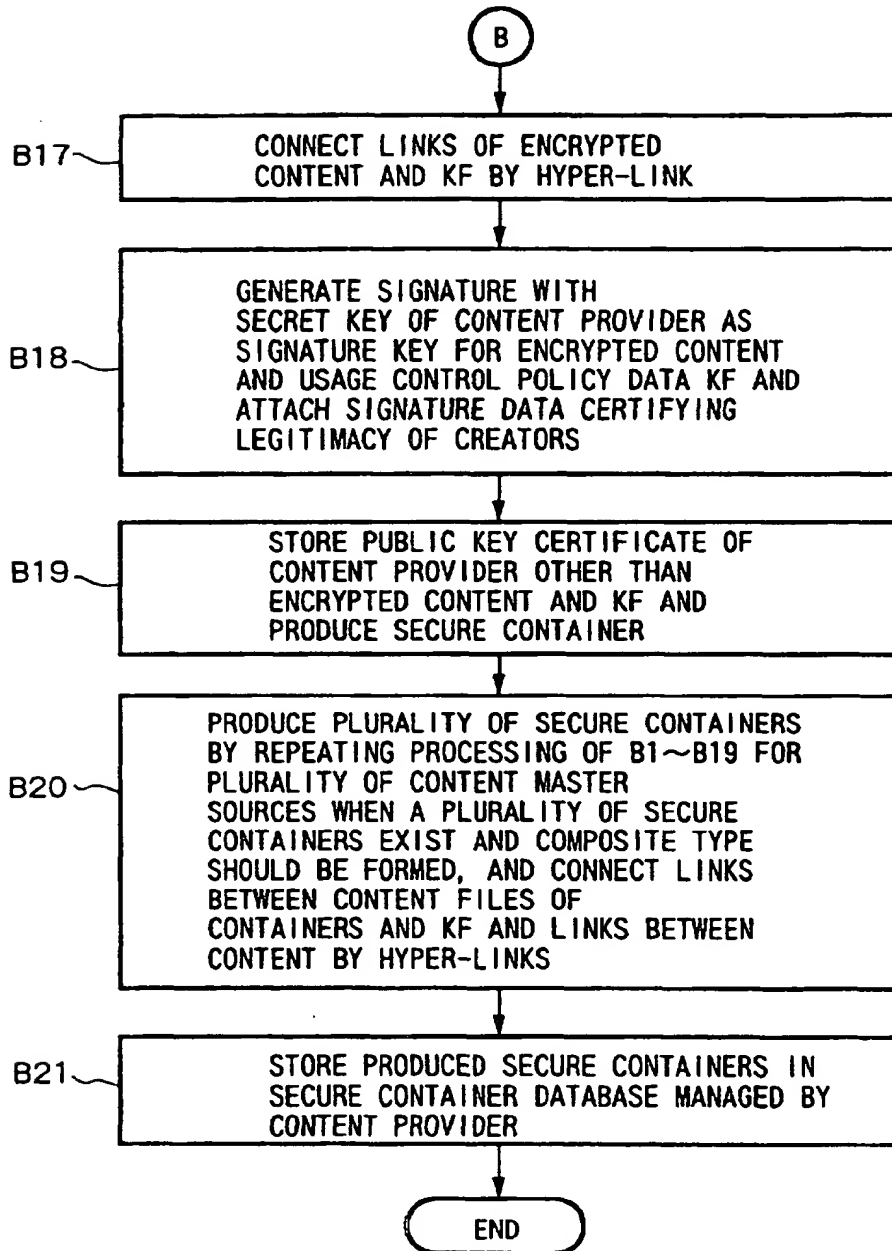 B
B17
CONNECT LINKS OF ENCRYPTED
CONTENT AND KF BY HYPER-LINK
B18
GENERATE SIGNATURE WITH
SECRET KEY OF CONTENT PROVIDER AS
SIGNATURE KEY FOR ENCRYPTED CONTENT
AND USAGE CONTROL POLICY DATA KF AND
ATTACH SIGNATURE DATA CERTIFYING
LEGITIMACY OF CREATORS
B19
STORE PUBLIC KEY CERTIFICATE OF
CONTENT PROVIDER OTHER THAN
ENCRYPTED CONTENT AND KF AND
PRODUCE SECURE CONTAINER
B20
PRODUCE PLURALITY OF SECURE CONTAINERS
BY REPEATING PROCESSING OF B1~B19 FOR
PLURALITY OF CONTENT MASTER
SOURCES WHEN A PLURALITY OF SECURE
CONTAINERS EXIST AND COMPOSITE TYPE
SHOULD BE FORMED, AND CONNECT LINKS
BETWEEN CONTENT FILES OF
CONTAINERS AND KF AND LINKS BETWEEN
CONTENT BY HYPER-LINKS
B21
STORE PRODUCED SECURE CONTAINERS IN
SECURE CONTAINER DATABASE MANAGED BY
CONTENT PROVIDER
END